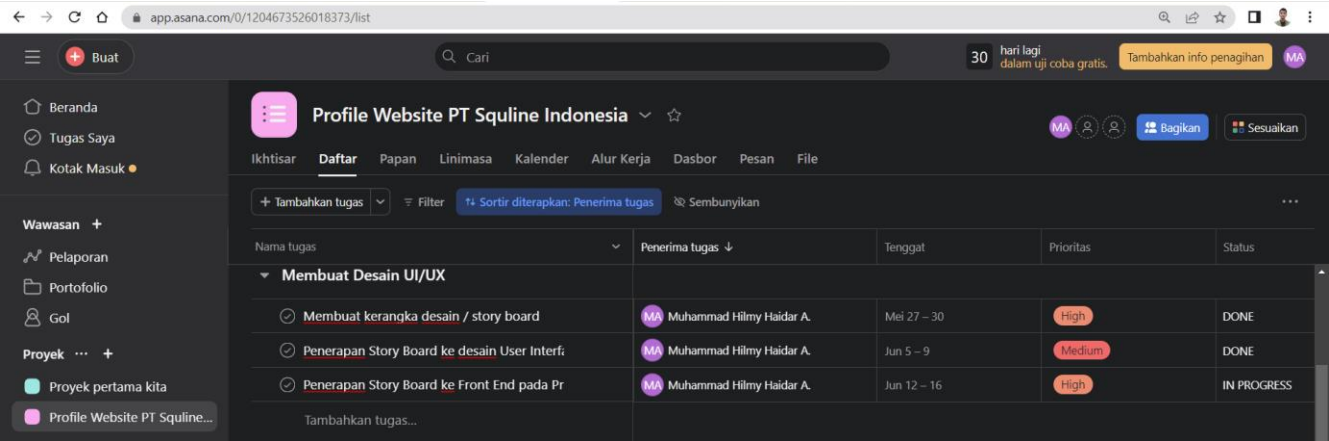 app.asana.com/0/1204673526018373/list
Buat
Cari
30 hari lagi
dalam uji coba gratis.
Tambahkan info penagihan
MA
Beranda
Tugas Saya
Kotak Masuk
Wawasan +
Pelaporan
Portofolio
Gol
Proyek ... +
Proyek pertama kita
Profile Website PT Squline...
Profile Website PT Squline Indonesia
MA
Bagikan
Sesuaikan
Ikhtisar Daftar Papan Linimasa Kalender Alur Kerja Dasbor Pesan File
+ Tambahkan tugas Filter Sortir diterapkan: Penerima tugas Sembunyikan ...
Nama tugas Penerima tugas Tenggat Prioritas Status
Membuat Desain UI/UX
Membuat kerangka desain / story board MA Muhammad Hilmy Haidar A. Mei 27 – 30 High DONE
Penerapan Story Board ke desain User Interfa MA Muhammad Hilmy Haidar A. Jun 5 – 9 Medium DONE
Penerapan Story Board ke Front End pada Pr MA Muhammad Hilmy Haidar A. Jun 12 – 16 High IN PROGRESS
Tambahkan tugas...